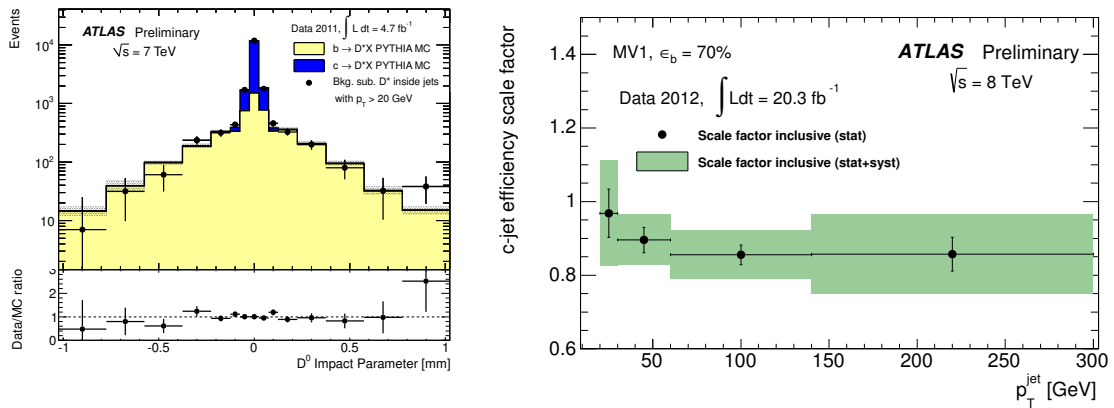 Events
10⁴
10³
10²
10
ATLAS Preliminary
√s = 7 TeV
Data 2011, ∫ L dt = 4.7 fb⁻¹
b → D*X PYTHIA MC
c → D*X PYTHIA MC
Bkg. sub. D* inside jets
with p_T > 20 GeV
Data/MC ratio
3
2
1
0
-1
-0.5
0
0.5
1
D⁰ Impact Parameter [mm]
c-jet efficiency scale factor
1.4
1.2
1
0.8
0.6
MV1, ε_b = 70%
ATLAS Preliminary
√s = 8 TeV
Data 2012, ∫ Ldt = 20.3 fb⁻¹
Scale factor inclusive (stat)
Scale factor inclusive (stat+syst)
50
100
150
200
250
300
p_T^jet [GeV]